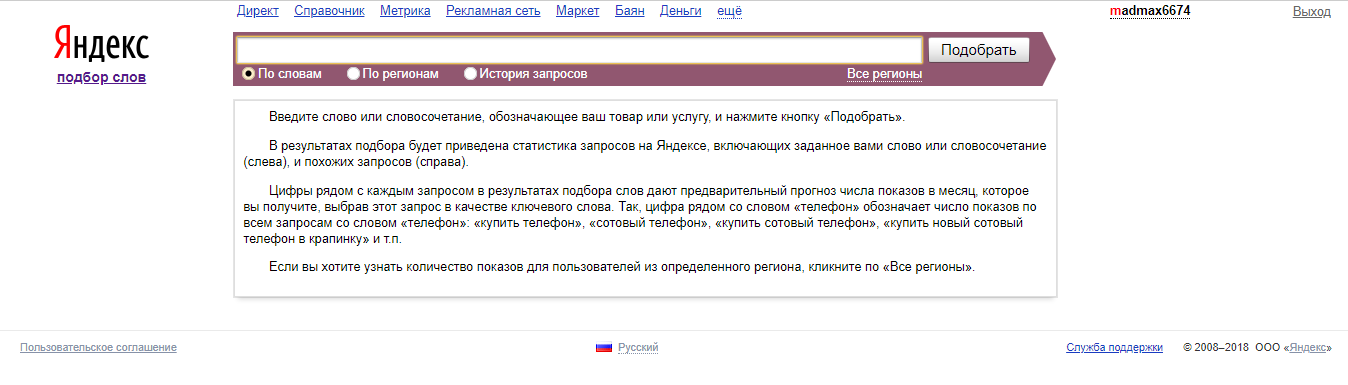 Директ Справочник Метрика Рекламная сеть Маркет Баян Деньги ещё madmax6674 Выход
Яндекс
подбор слов
Подобрать
По словам По регионам История запросов Все регионы
Введите слово или словосочетание, обозначающее ваш товар или услугу, и нажмите кнопку «Подобрать».
В результатах подбора будет приведена статистика запросов на Яндексе, включающих заданное вами слово или словосочетание
(слева), и похожих запросов (справа).
Цифры рядом с каждым запросом в результатах подбора слов дают предварительный прогноз числа показов в месяц, которое
вы получите, выбрав этот запрос в качестве ключевого слова. Так, цифра рядом со словом «телефон» обозначает число показов по
всем запросам со словом «телефон»: «купить телефон», «сотовый телефон», «купить сотовый телефон», «купить новый сотовый
телефон в крапинку» и т.п.
Если вы хотите узнать количество показов для пользователей из определенного региона, кликните по «Все регионы».
Пользовательское соглашение Русский Служба поддержки © 2008–2018 ООО «Яндекс»